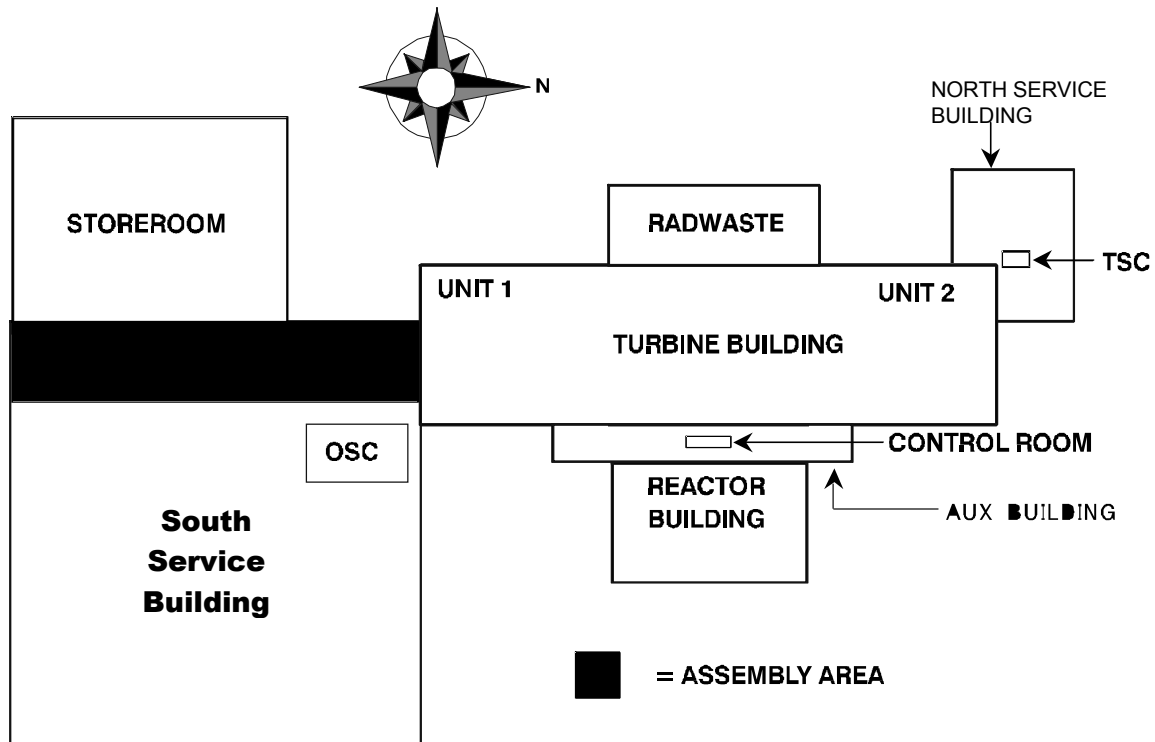 N
NORTH SERVICE
BUILDING
STOREROOM
RADWASTE
TSC
UNIT 1
UNIT 2
TURBINE BUILDING
OSC
CONTROL ROOM
REACTOR
BUILDING
AUX BUILDING
South
Service
Building
= ASSEMBLY AREA